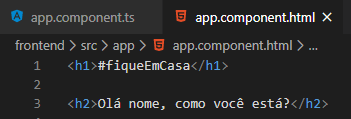 app.component.ts app.component.html
frontend > src > app > app.component.html > ...
1 <h1>#fiqueEmCasa</h1>
2
3 <h2>Olá nome, como você está?</h2>